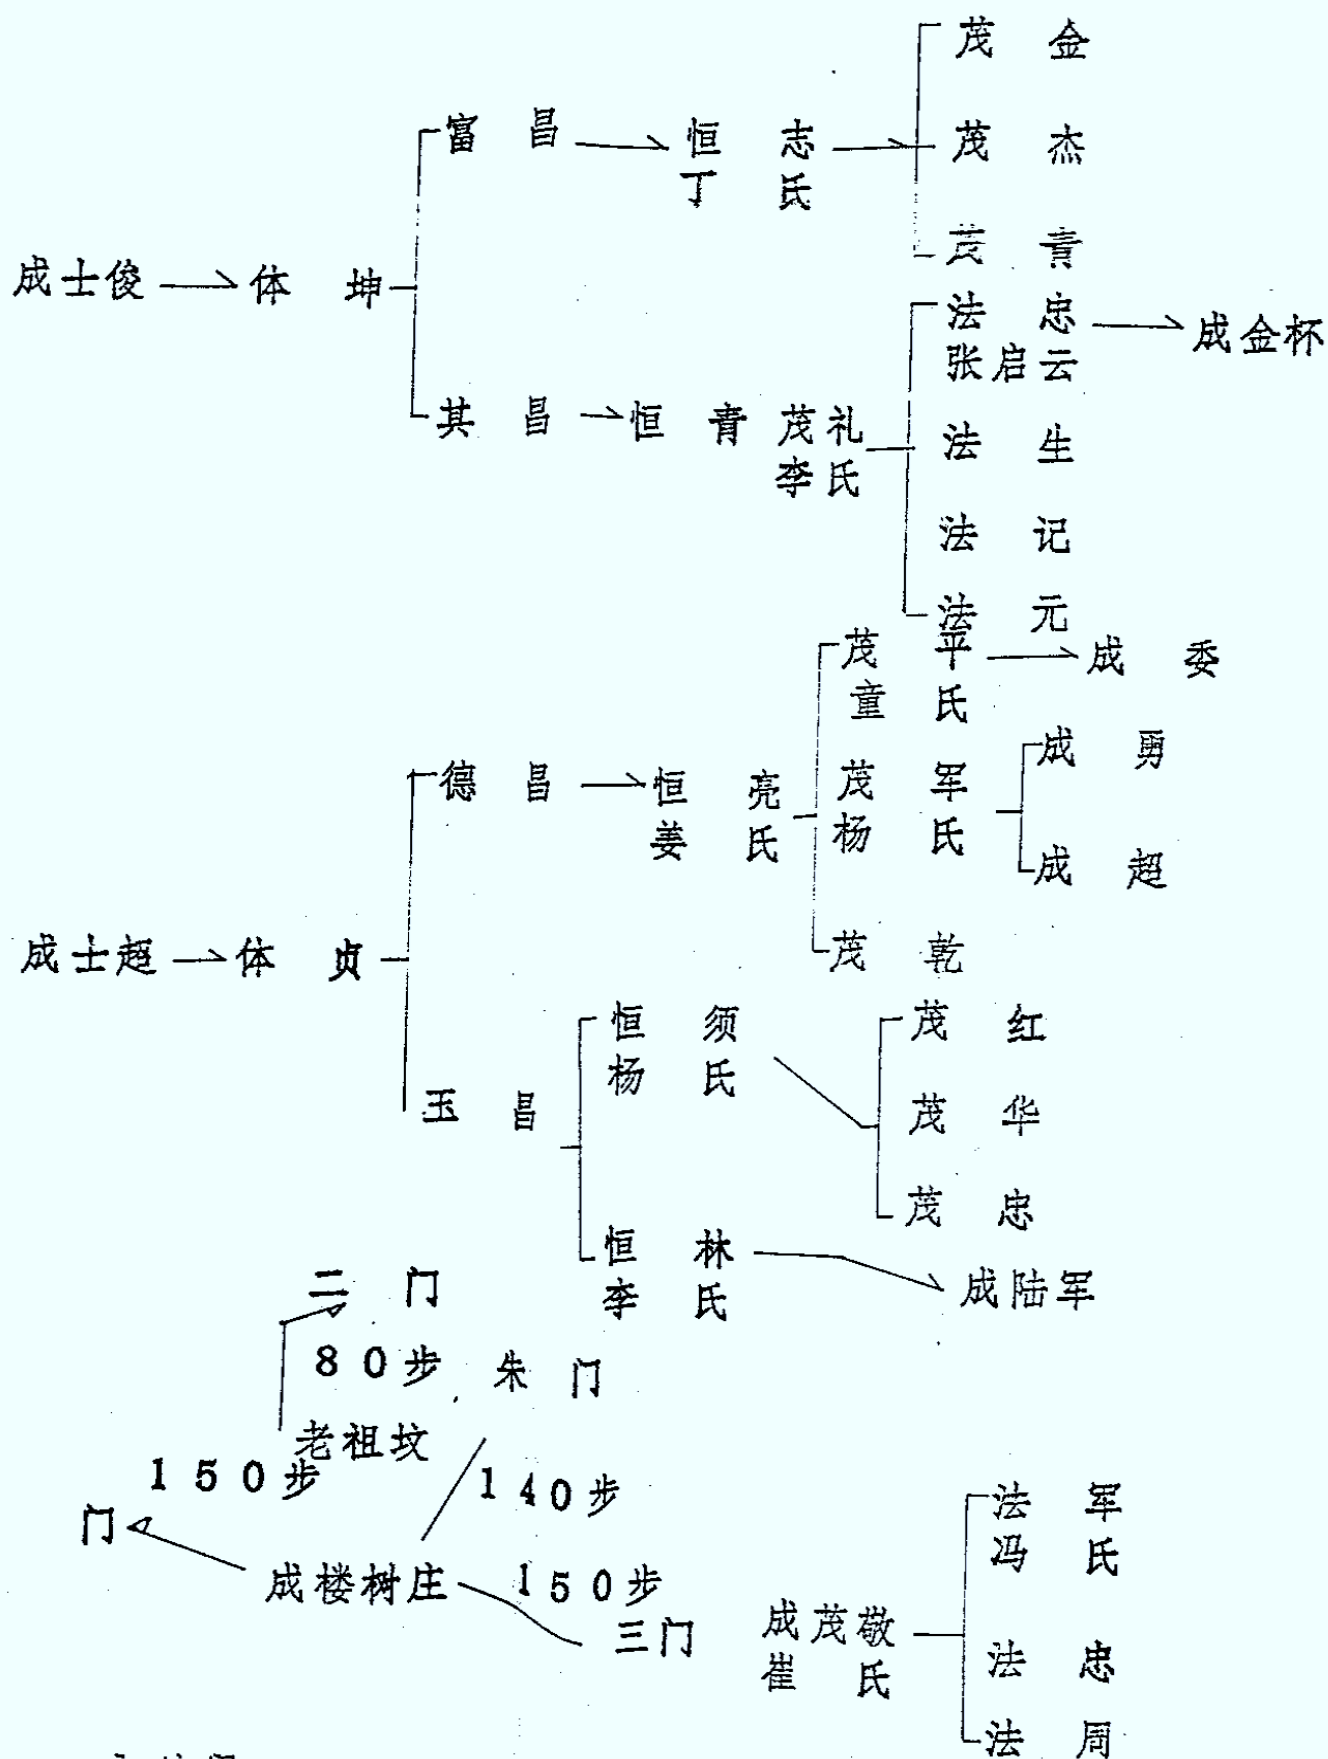 茂 金
富 昌 恒 志 茂 杰
丁 氏
茂 青
成士俊 体 坤
法 忠 成金杯
张启云
其 昌 恒 青 茂礼 法 生
李氏
法 记
法 元
茂 平 成 委
童 氏
成 勇
德 昌 恒 亮 茂 军
姜 氏 杨 氏
成 超
成士超 体 贞 茂 乾
恒 须 茂 红
杨 氏
玉 昌 茂 华
茂 忠
恒 林
李 氏 成陆军
二 门
80步 朱 门
老祖坟
150步 140步
门
成楼树庄 150步
三门
法 军
冯 氏
成茂敬
崔 氏 法 忠
法 周